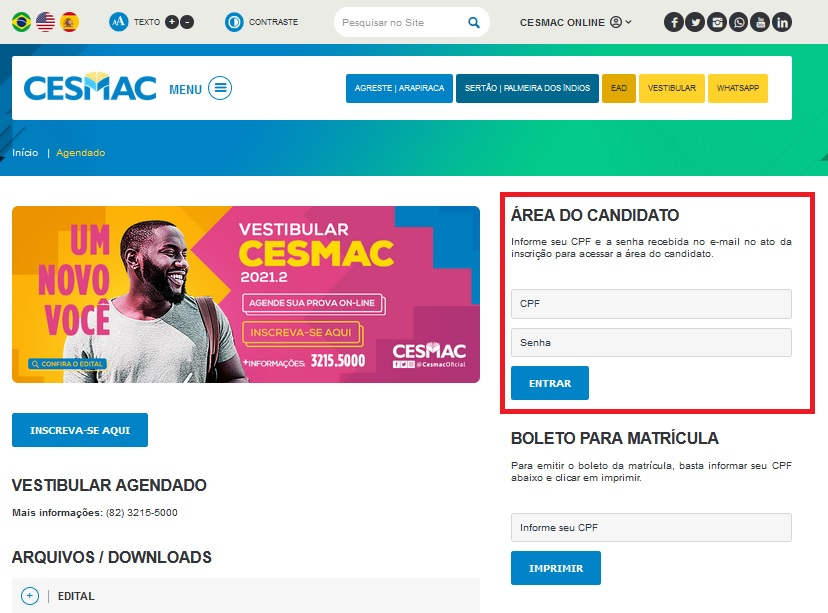 TEXTO + -
CONTRASTE
Pesquisar no Site
CESMAC ONLINE
CESMAC
MENU
AGRESTE | ARAPIRACA
SERTÃO | PALMEIRA DOS ÍNDIOS
EAD
VESTIBULAR
WHATSAPP
Início | Agendado
UM
NOVO
VOCÊ
CONFIRA O EDITAL
VESTIBULAR
CESMAC
2021.2
AGENDE SUA PROVA ON-LINE
INSCREVA-SE AQUI
+INFORMAÇÕES: 3215.5000
CESMAC
@CesmacOficial
INSCREVA-SE AQUI
VESTIBULAR AGENDADO
Mais informações: (82) 3215-5000
ARQUIVOS / DOWNLOADS
+ | EDITAL
ÁREA DO CANDIDATO
Informe seu CPF e a senha recebida no e-mail no ato da
inscrição para acessar a área do candidato.
CPF
Senha
ENTRAR
BOLETO PARA MATRÍCULA
Para emitir o boleto da matrícula, basta informar seu CPF
abaixo e clicar em imprimir.
Informe seu CPF
IMPRIMIR